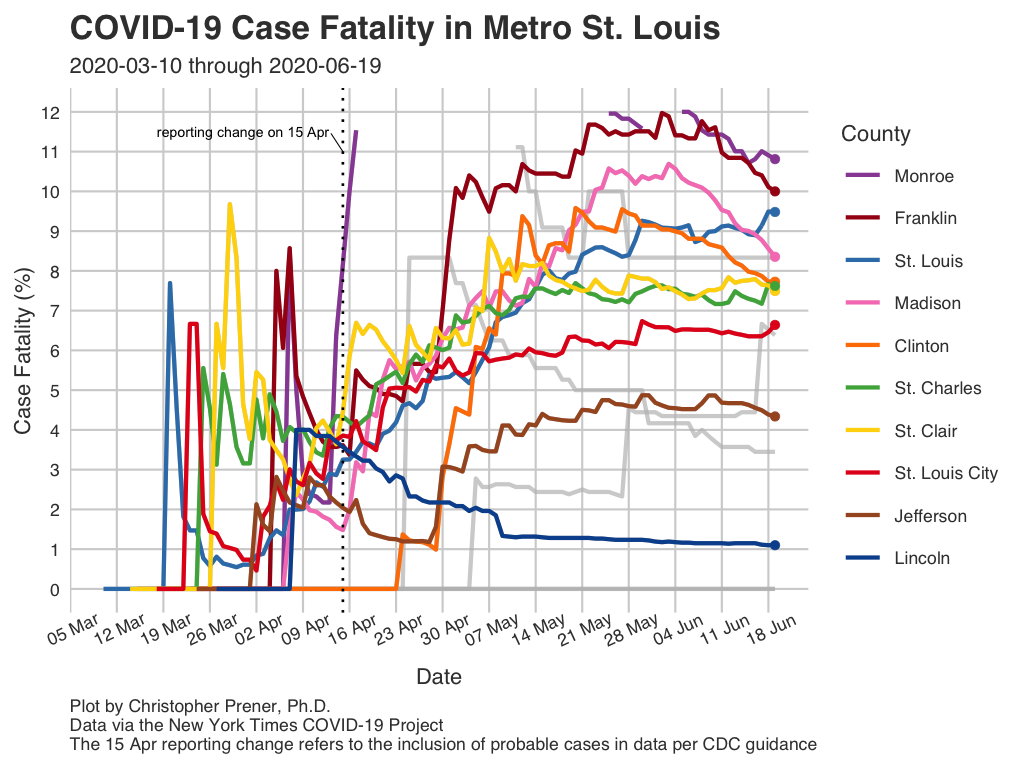 COVID-19 Case Fatality in Metro St. Louis
2020-03-10 through 2020-06-19
Case Fatality (%)
12
11
10
9
8
7
6
5
4
3
2
1
0
reporting change on 15 Apr
05 Mar
12 Mar
19 Mar
26 Mar
02 Apr
09 Apr
16 Apr
23 Apr
30 Apr
07 May
14 May
21 May
28 May
04 Jun
11 Jun
18 Jun
Date
County
Monroe
Franklin
St. Louis
Madison
Clinton
St. Charles
St. Clair
St. Louis City
Jefferson
Lincoln
Plot by Christopher Prener, Ph.D.
Data via the New York Times COVID-19 Project
The 15 Apr reporting change refers to the inclusion of probable cases in data per CDC guidance